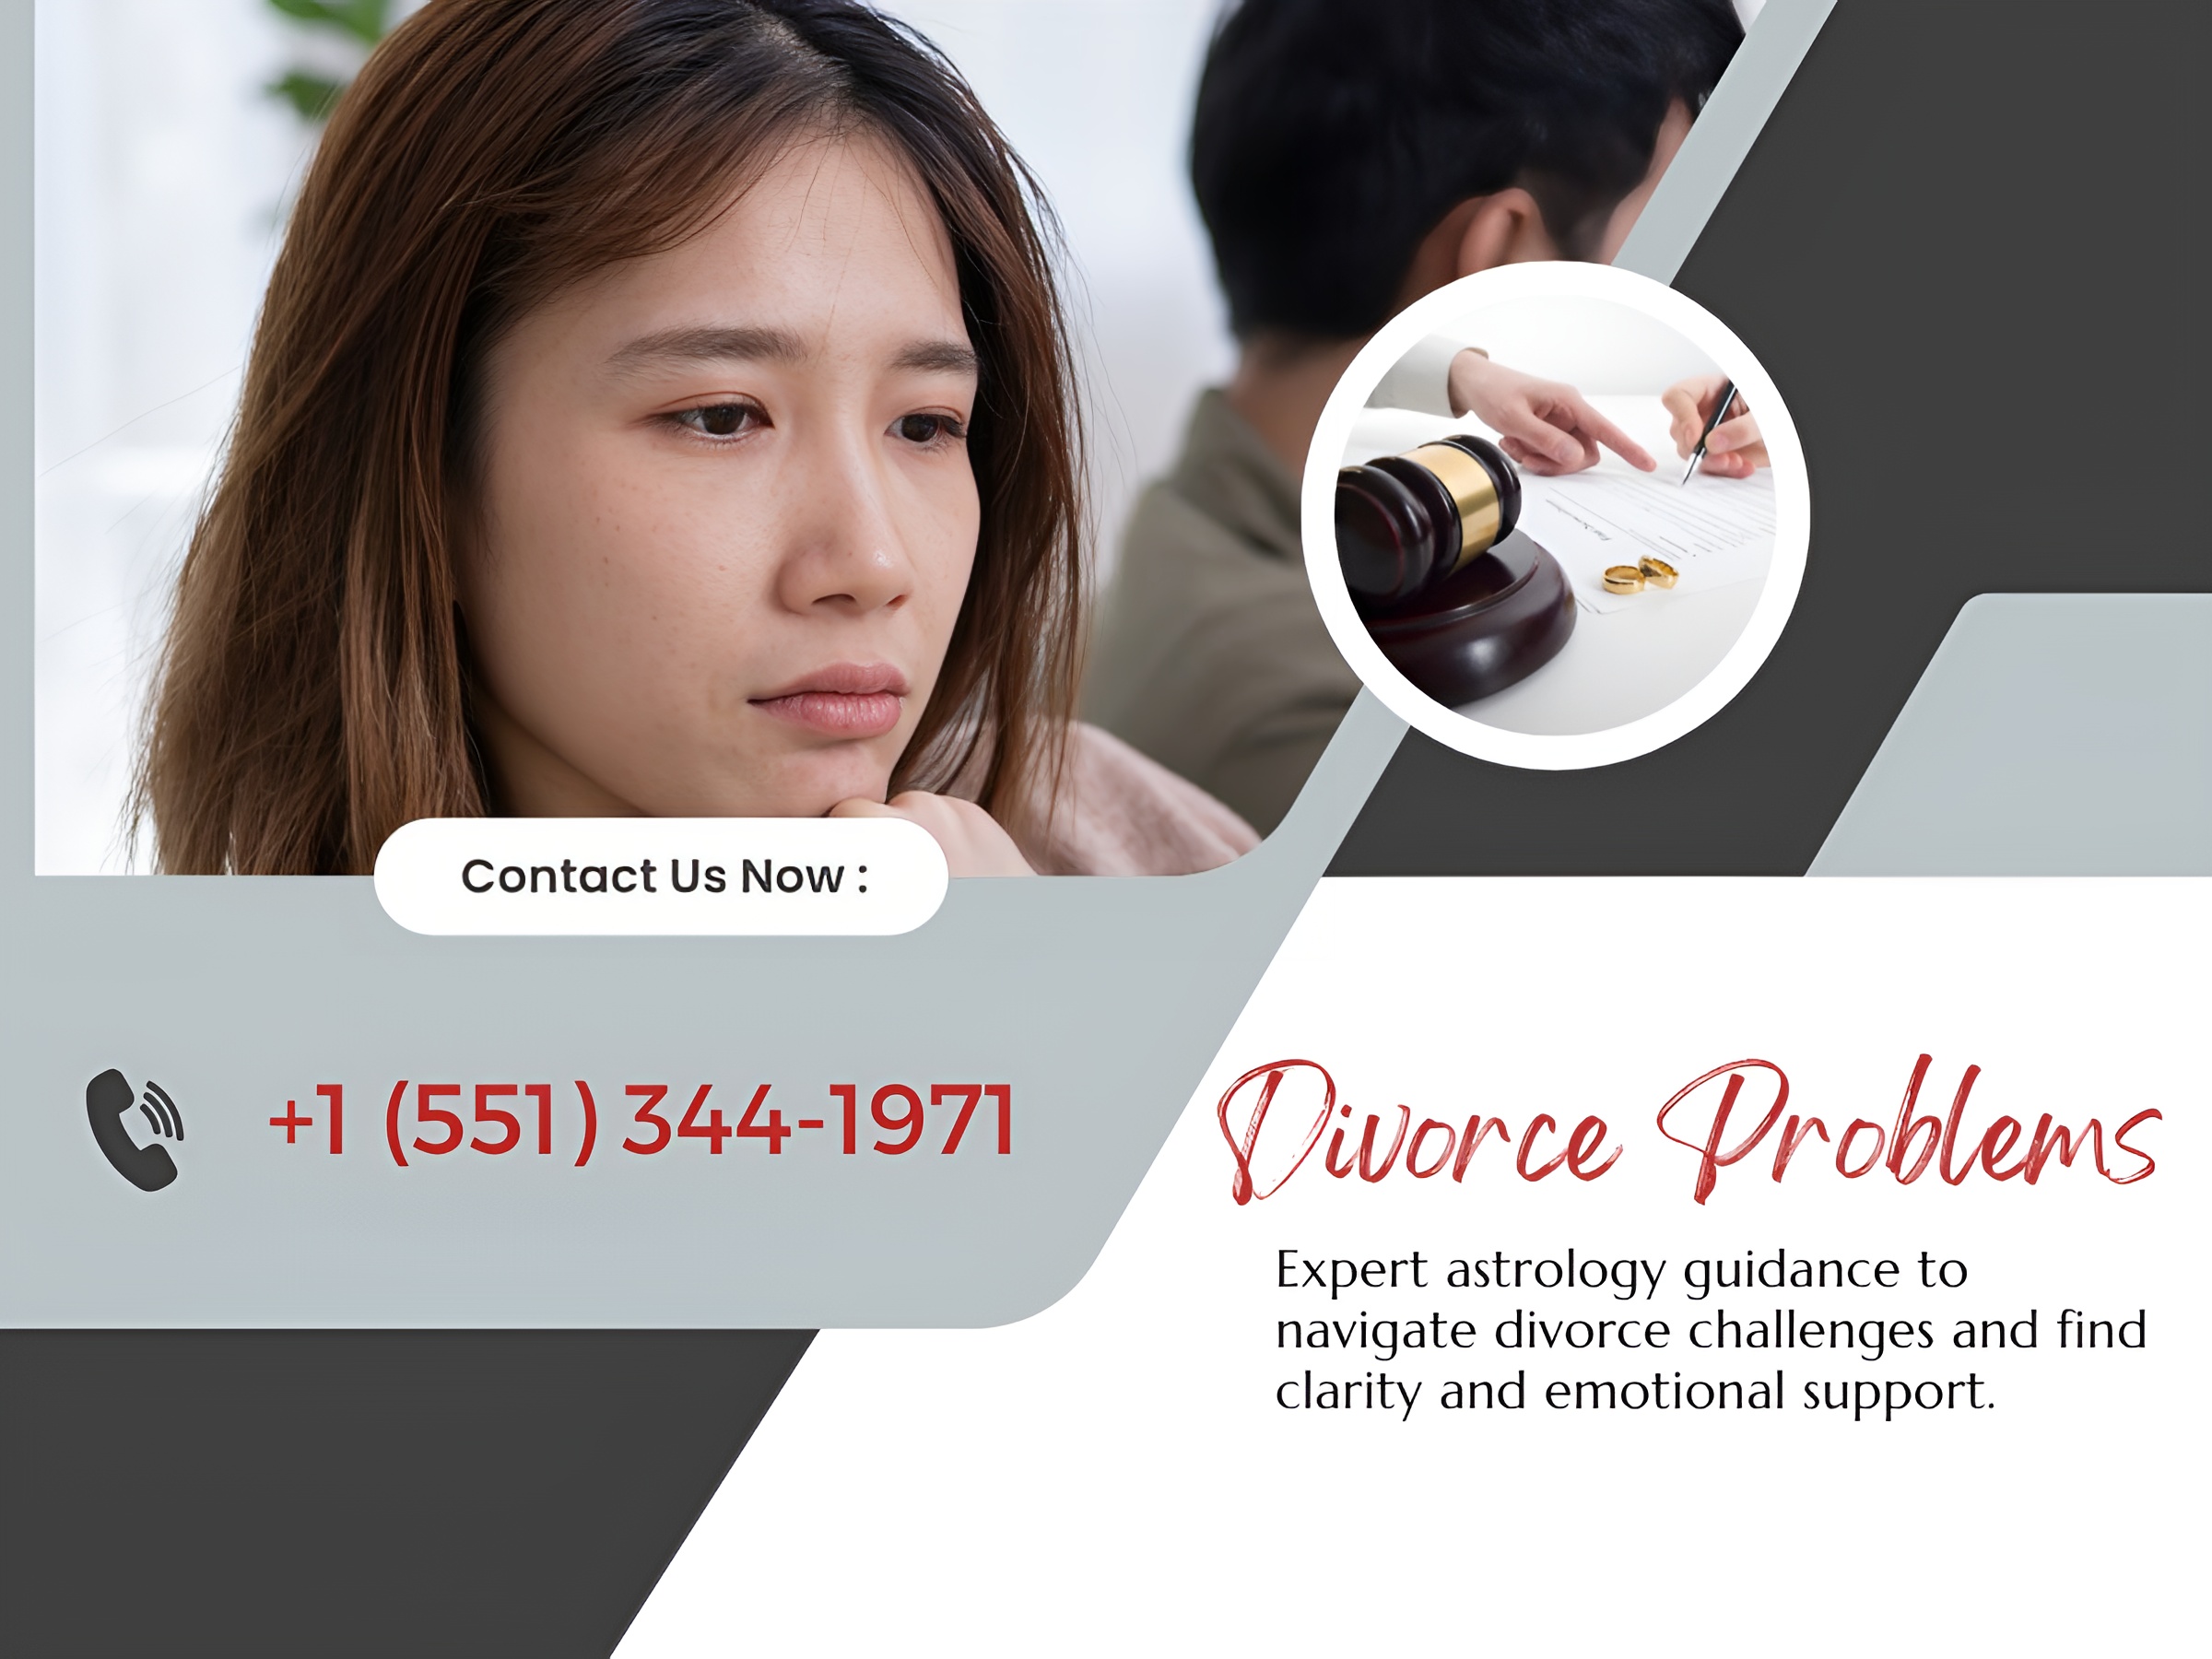 Contact Us Now :
+1 (551) 344-1971
Divorce Problems
Expert astrology guidance to
navigate divorce challenges and find
clarity and emotional support.